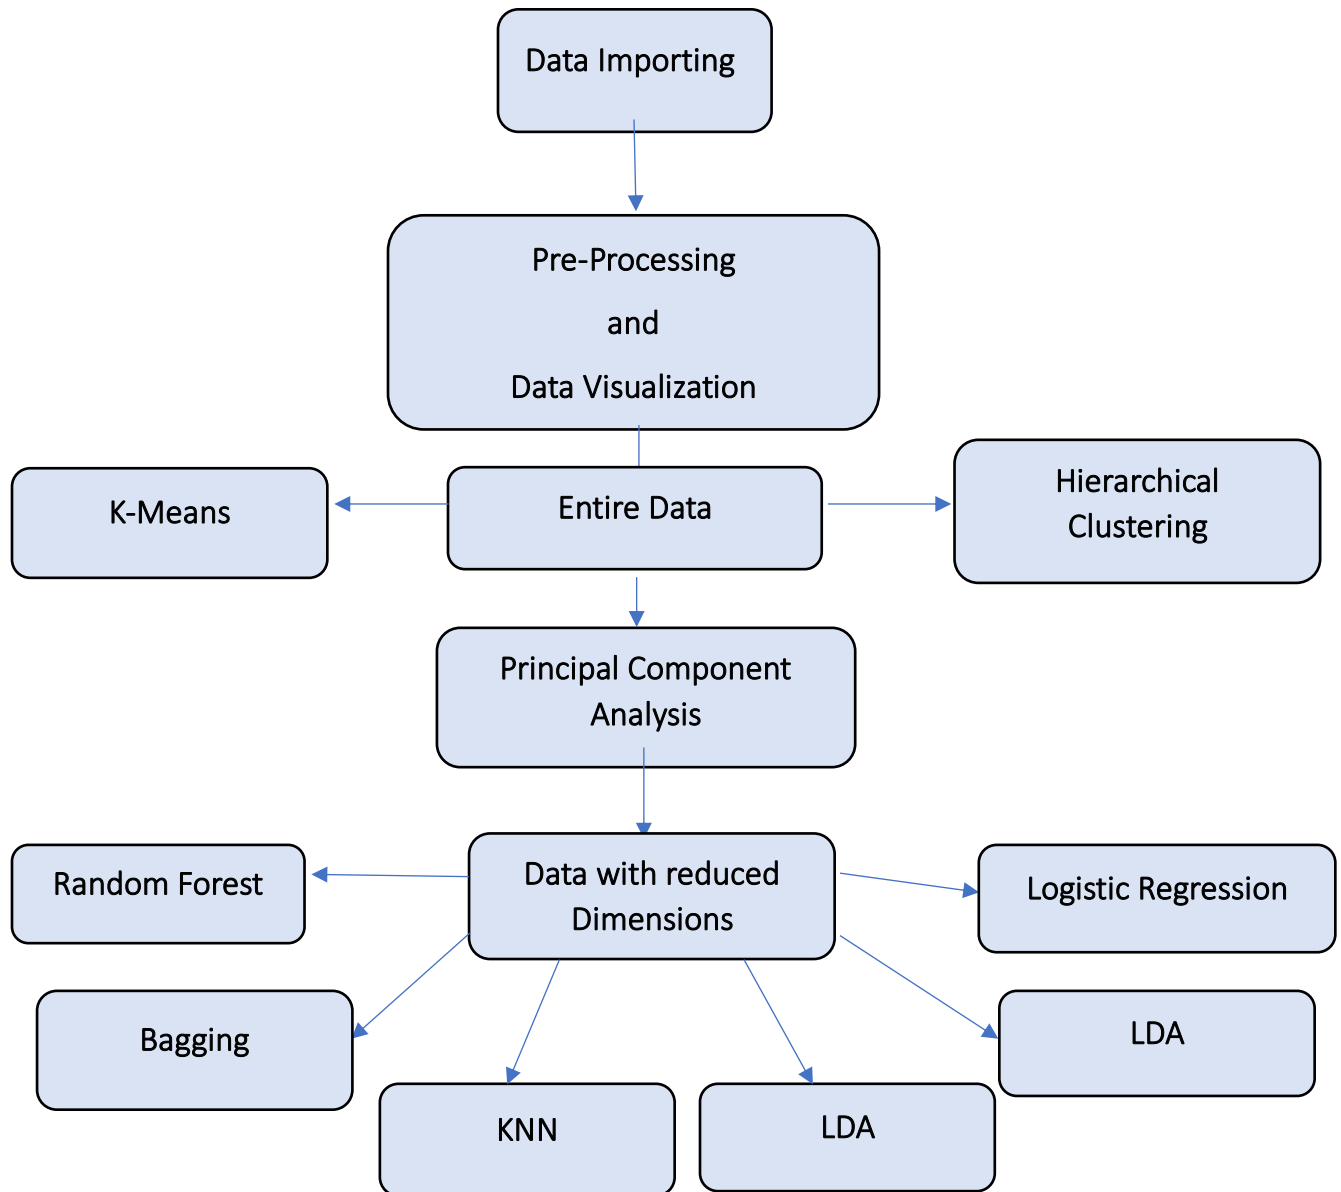 Data Importing
Pre-Processing
and
Data Visualization
K-Means
Entire Data
Hierarchical
Clustering
Principal Component
Analysis
Random Forest
Data with reduced
Dimensions
Logistic Regression
Bagging
LDA
KNN
LDA